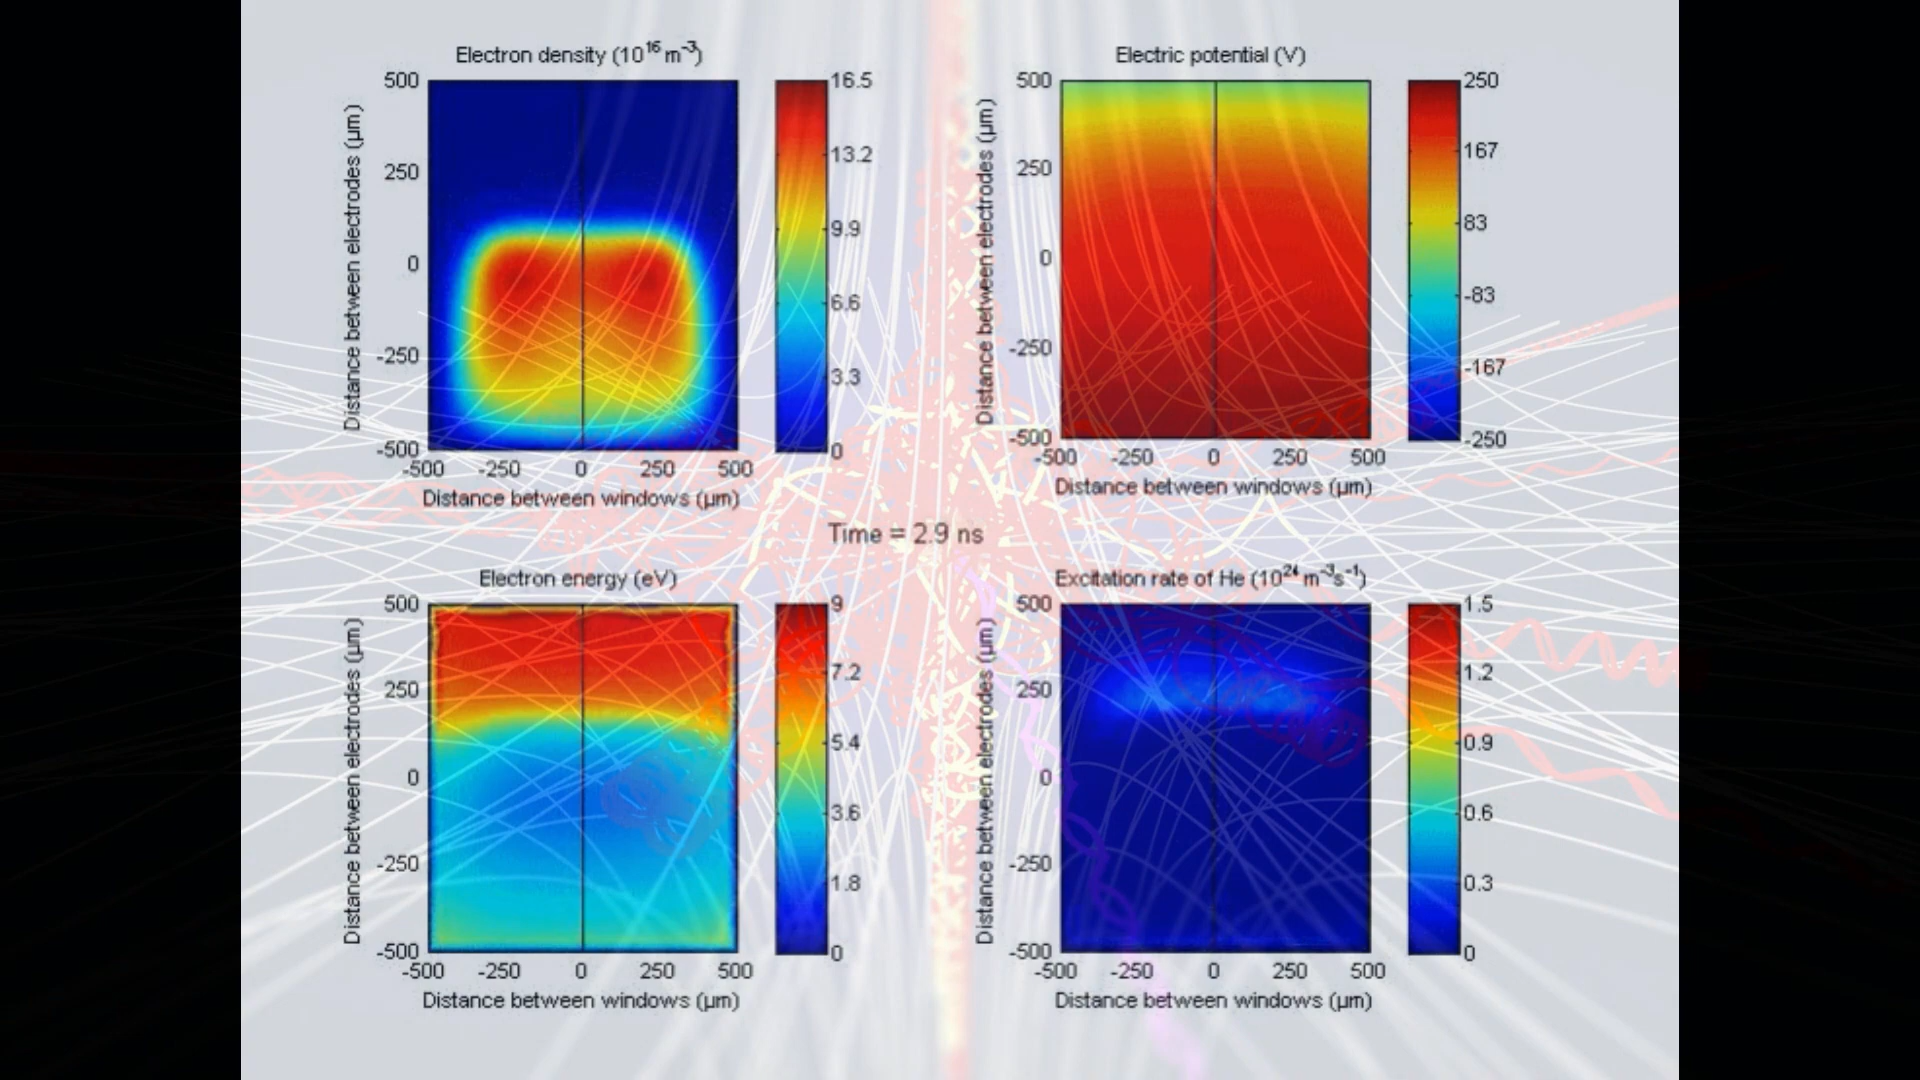 Electron density (10¹⁶ m⁻³)
500
250
0
-250
-500
-500 -250 0 250 500
Distance between electrodes (µm)
Distance between windows (µm)
16.5
13.2
9.9
6.6
3.3
0
Electric potential (V)
500
250
0
-250
-500
-500 -250 0 250 500
Distance between electrodes (µm)
Distance between windows (µm)
250
167
83
-83
-167
-250
Time = 2.9 ns
Electron energy (eV)
500
250
0
-250
-500
-500 -250 0 250 500
Distance between electrodes (µm)
Distance between windows (µm)
9
7.2
5.4
3.6
1.8
0
Excitation rate of He (10²⁴ m⁻³s⁻¹)
500
250
0
-250
-500
-500 -250 0 250 500
Distance between electrodes (µm)
Distance between windows (µm)
1.5
1.2
0.9
0.6
0.3
0